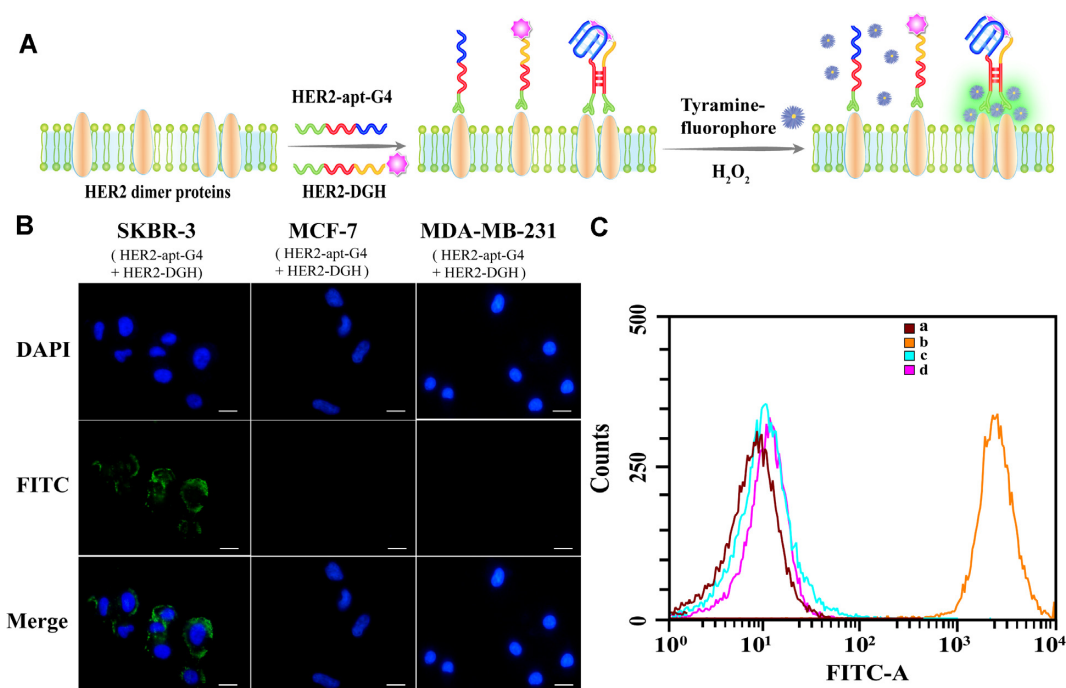 A
HER2 dimer proteins
HER2-apt-G4
HER2-DGH
Tyramine-
fluorophore
H₂O₂
B
SKBR-3
( HER2-apt-G4
+ HER2-DGH)
MCF-7
( HER2-apt-G4
+ HER2-DGH )
MDA-MB-231
( HER2-apt-G4
+ HER2-DGH )
DAPI
FITC
Merge
C
500
250
0
Counts
a
b
c
d
10⁰
10¹
10²
10³
10⁴
FITC-A